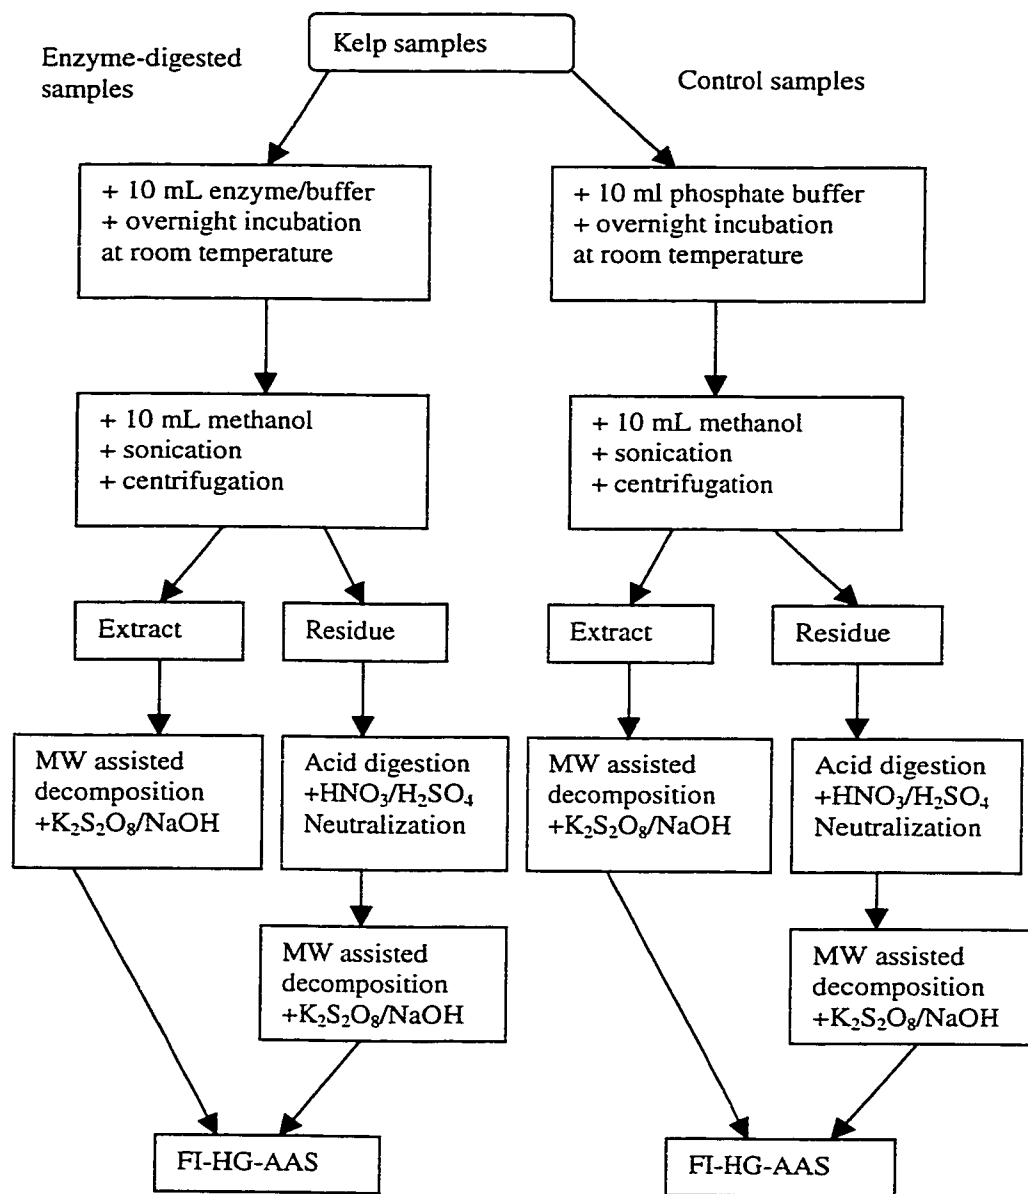 Kelp samples
Enzyme-digested
samples
Control samples
+ 10 mL enzyme/buffer
+ overnight incubation
at room temperature
+ 10 ml phosphate buffer
+ overnight incubation
at room temperature
+ 10 mL methanol
+ sonication
+ centrifugation
+ 10 mL methanol
+ sonication
+ centrifugation
Extract
Residue
Extract
Residue
MW assisted
decomposition
+K₂S₂O₈/NaOH
Acid digestion
+HNO₃/H₂SO₄
Neutralization
MW assisted
decomposition
+K₂S₂O₈/NaOH
Acid digestion
+HNO₃/H₂SO₄
Neutralization
MW assisted
decomposition
+K₂S₂O₈/NaOH
MW assisted
decomposition
+K₂S₂O₈/NaOH
FI-HG-AAS
FI-HG-AAS